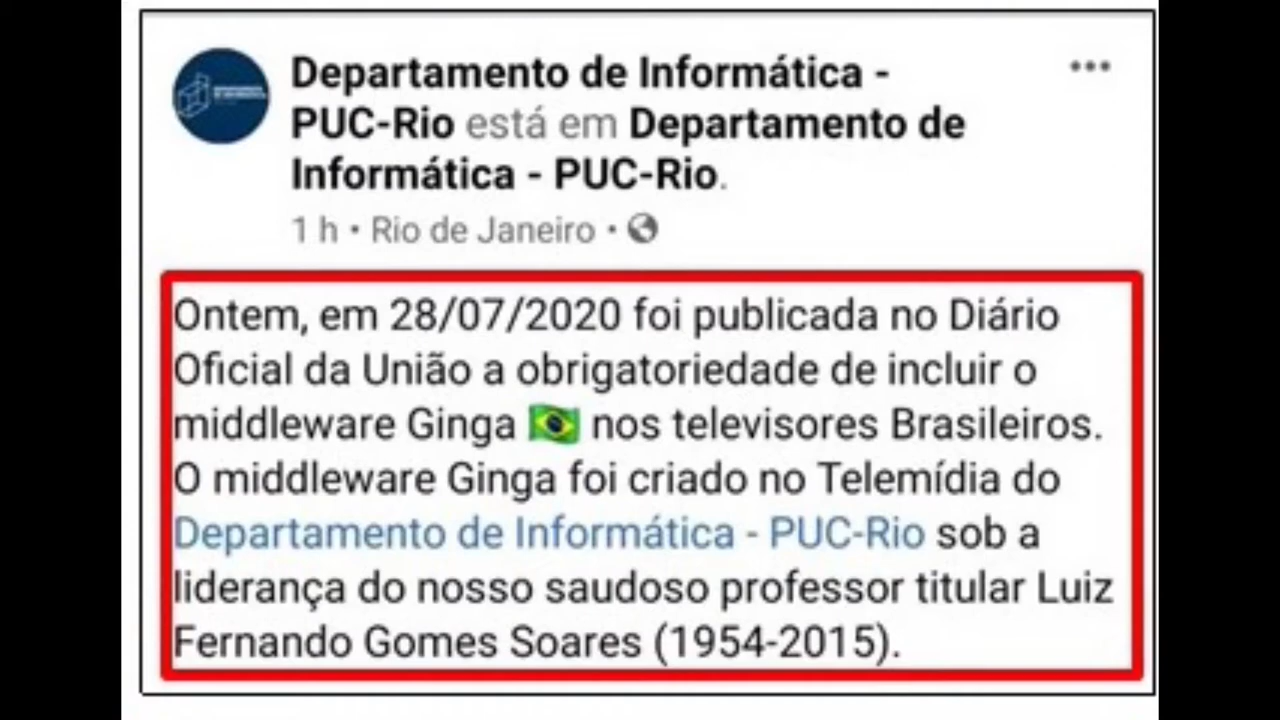 Departamento de Informática -
PUC-Rio está em Departamento de
Informática - PUC-Rio.
1 h • Rio de Janeiro •
Ontem, em 28/07/2020 foi publicada no Diário
Oficial da União a obrigatoriedade de incluir o
middleware Ginga 🇧🇷 nos televisores Brasileiros.
O middleware Ginga foi criado no Telemídia do
Departamento de Informática - PUC-Rio sob a
liderança do nosso saudoso professor titular Luiz
Fernando Gomes Soares (1954-2015).